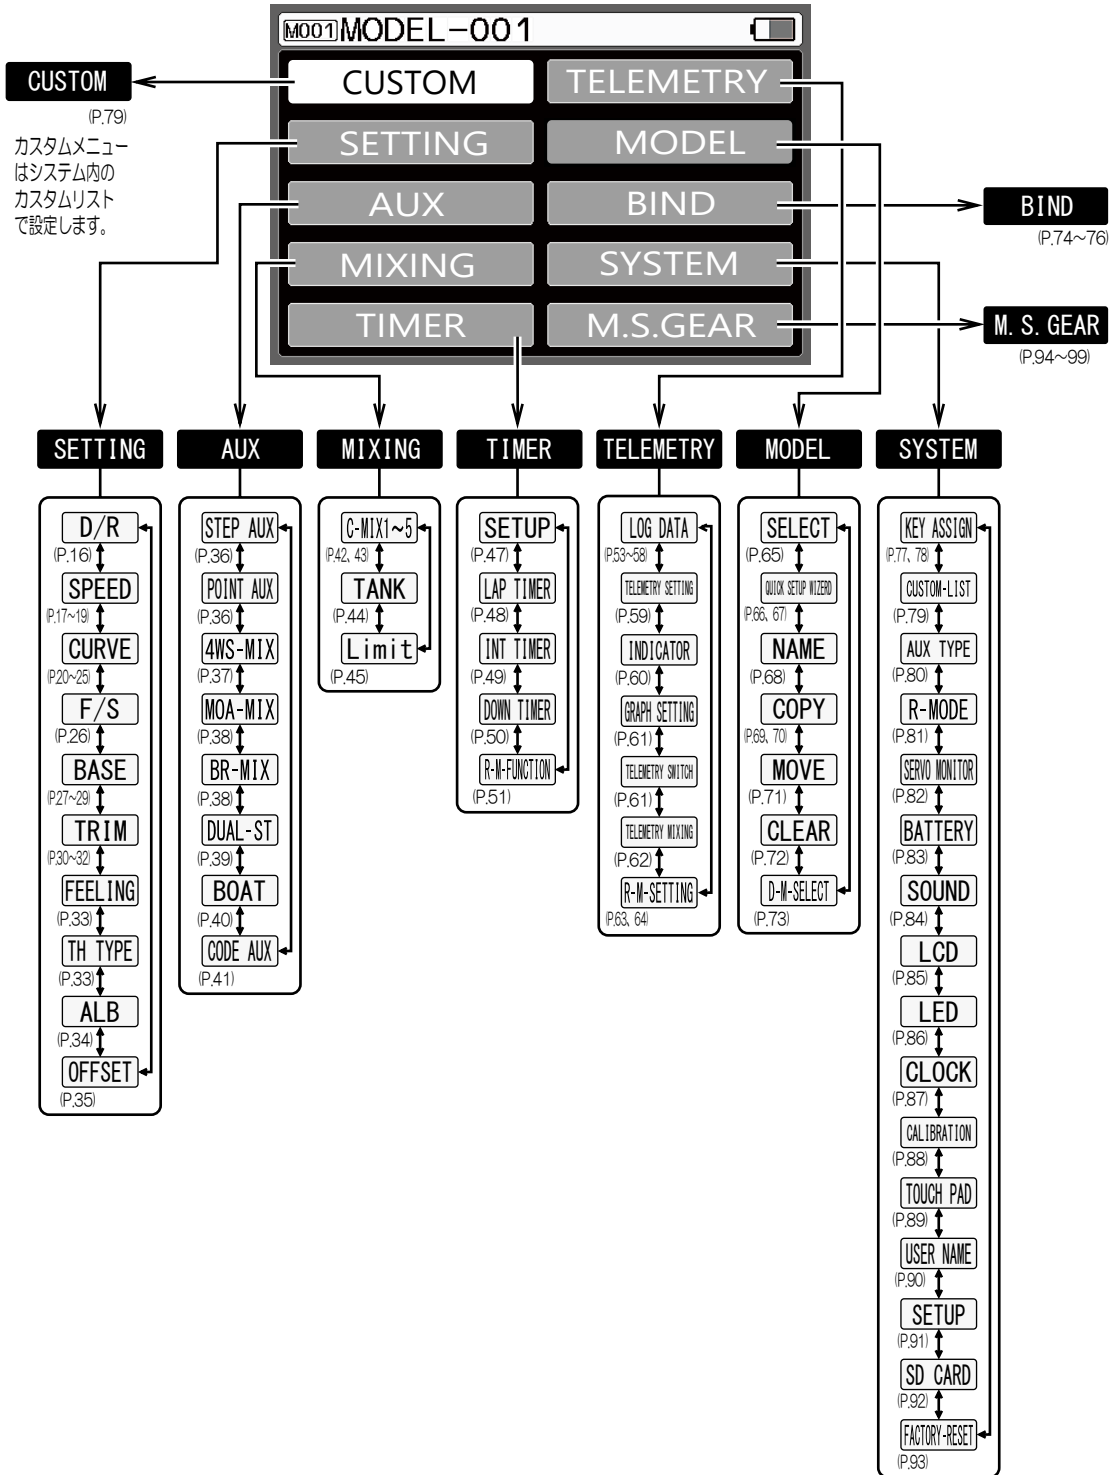 M001 MODEL-001
CUSTOM
TELEMETRY
SETTING
MODEL
AUX
BIND
MIXING
SYSTEM
TIMER
M.S.GEAR
CUSTOM
(P.79)
カスタムメニュー
はシステム内の
カスタムリスト
で設定します。
BIND
(P.74～76)
M.S.GEAR
(P.94～99)
SETTING
D/R
(P.16)
SPEED
(P.17～19)
CURVE
(P.20～25)
F/S
(P.26)
BASE
(P.27～29)
TRIM
(P.30～32)
FEELING
(P.33)
TH TYPE
(P.33)
ALB
(P.34)
OFFSET
(P.35)
AUX
STEP AUX
(P.36)
POINT AUX
(P.36)
4WS-MIX
(P.37)
MOA-MIX
(P.38)
BR-MIX
(P.38)
DUAL-ST
(P.39)
BOAT
(P.40)
CODE AUX
(P.41)
MIXING
C-MIX1～5
(P.42、43)
TANK
(P.44)
Limit
(P.45)
TIMER
SETUP
(P.47)
LAP TIMER
(P.48)
INT TIMER
(P.49)
DOWN TIMER
(P.50)
R-M-FUNCTION
(P.51)
TELEMETRY
LOG DATA
(P.53～58)
TELEMETRY SETTING
(P.59)
INDICATOR
(P.60)
GRAPH SETTING
(P.61)
TELEMETRY SWITCH
(P.61)
TELEMETRY MIXING
(P.62)
R-M-SETTING
(P.63、64)
MODEL
SELECT
(P.65)
QUICK SETUP WIZERD
(P.66、67)
NAME
(P.68)
COPY
(P.69、70)
MOVE
(P.71)
CLEAR
(P.72)
D-M-SELECT
(P.73)
SYSTEM
KEY ASSIGN
(P.77、78)
CUSTOM-LIST
(P.79)
AUX TYPE
(P.80)
R-MODE
(P.81)
SERVO MONITOR
(P.82)
BATTERY
(P.83)
SOUND
(P.84)
LCD
(P.85)
LED
(P.86)
CLOCK
(P.87)
CALIBRATION
(P.88)
TOUCH PAD
(P.89)
USER NAME
(P.90)
SETUP
(P.91)
SD CARD
(P.92)
FACTORY-RESET
(P.93)